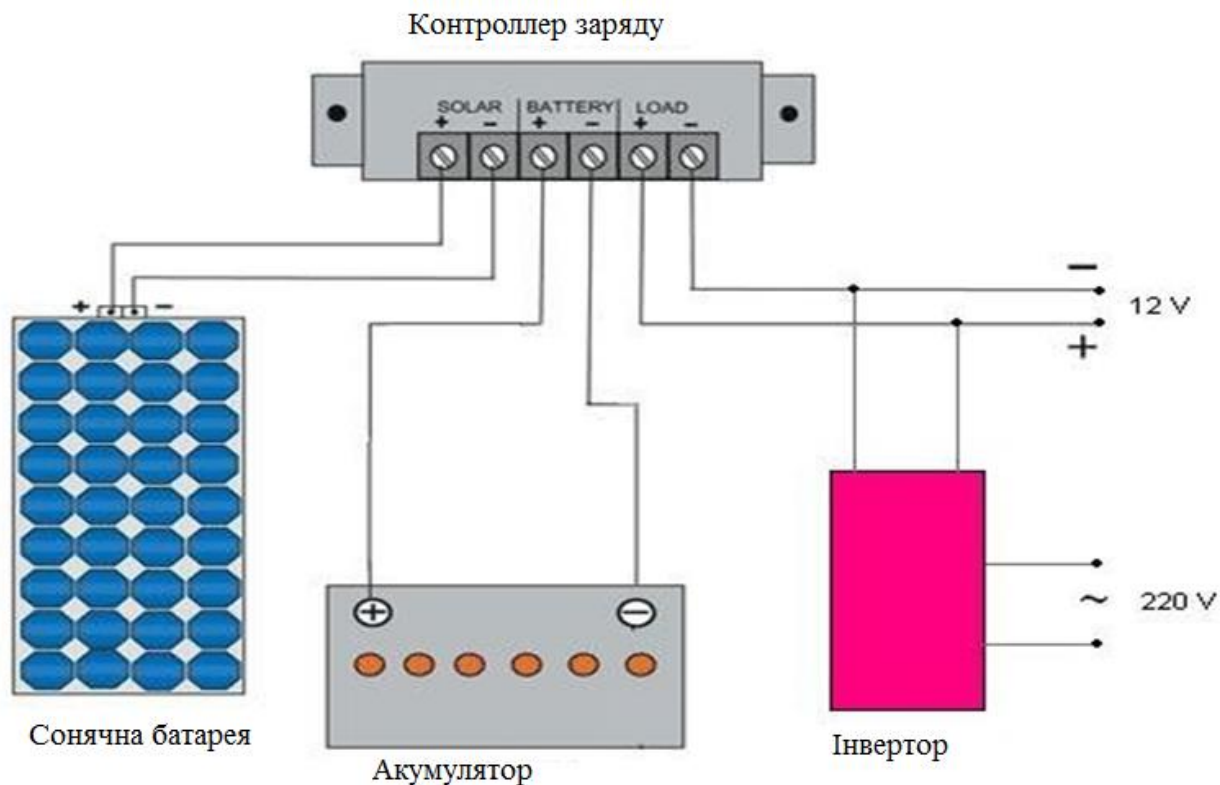 Контроллер заряду
SOLAR BATTERY LOAD
+ − + − + −
+ −
−
12 V
+
+ −
~ 220 V
Сонячна батарея
Акумулятор
Інвертор